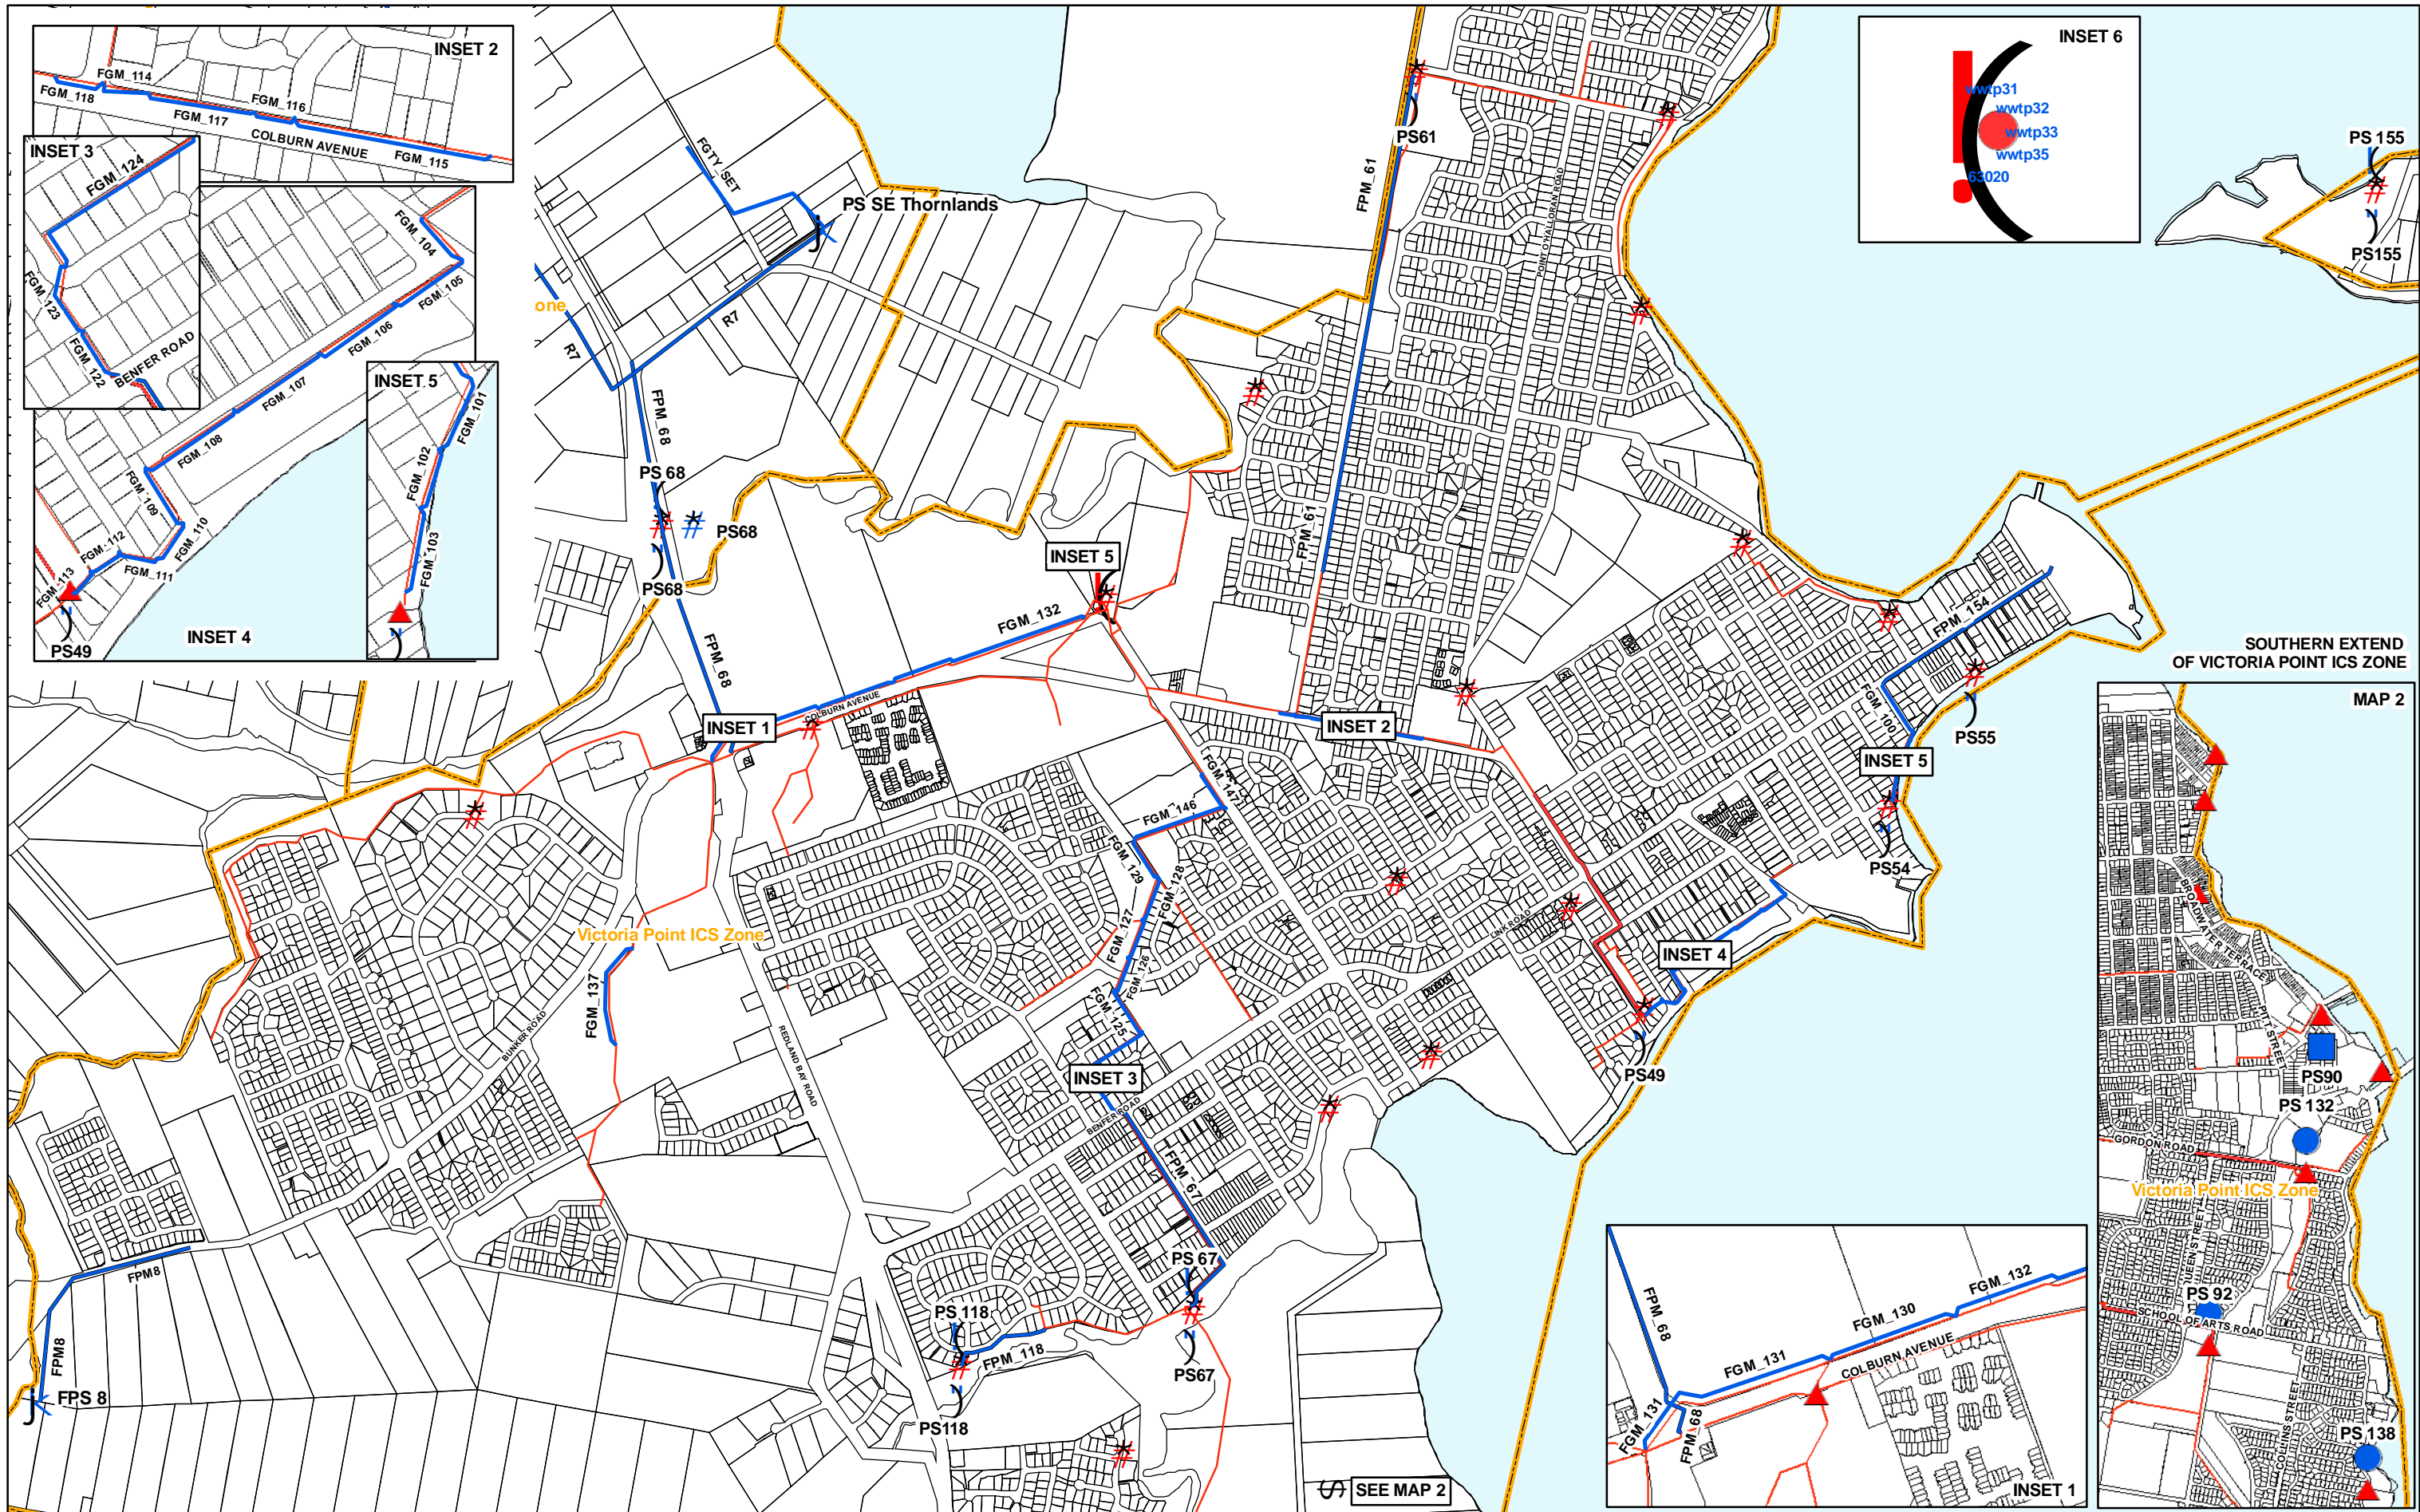 INSET 2
FGM_114
FGM_118
FGM_116
FGM_117
COLBURN AVENUE
FGM_115
INSET 3
FGM_124
FGM_123
FGM_122
BENFER ROAD
FGM_104
FGM_105
FGM_106
FGM_107
FGM_108
FGM_109
FGM_110
FGM_112
FGM_111
FGM_113
PS49
INSET 4
INSET 5
FGM_101
FGM_102
FGM_103
FGTY SET
PS SE Thornlands
one
R7
R7
FPM_68
PS 68
PS68
PS68
FPM_68
INSET 1
COLBURN AVENUE
FGM_132
INSET 5
PS61
FPM_61
FPM_61
POINT O'HALLORAN ROAD
INSET 6
wwtp31
wwtp32
wwtp33
wwtp35
63020
PS 155
PS155
INSET 2
FPM_154
FGM_100
PS55
INSET 5
PS54
SOUTHERN EXTEND
OF VICTORIA POINT ICS ZONE
FGM_147
FGM_146
FGM_129
FGM_128
FGM_127
FGM_126
FGM_125
LINK ROAD
INSET 4
PS49
Victoria Point ICS Zone
FGM_137
BUNKER ROAD
REDLAND BAY ROAD
INSET 3
BENFER ROAD
FPM_67
PS 67
PS67
PS 118
FPM_118
PS118
FPM8
FPM8
FPS 8
SEE MAP 2
FPM_68
FGM_132
FGM_130
FGM_131
COLBURN AVENUE
FGM_131
FPM_68
INSET 1
MAP 2
BROADWATER TERRACE
PITT STREET
PS90
PS 132
GORDON ROAD
Victoria Point ICS Zone
QUEEN STREET
PS 92
SCHOOL OF ARTS ROAD
COLLINS STREET
PS 138